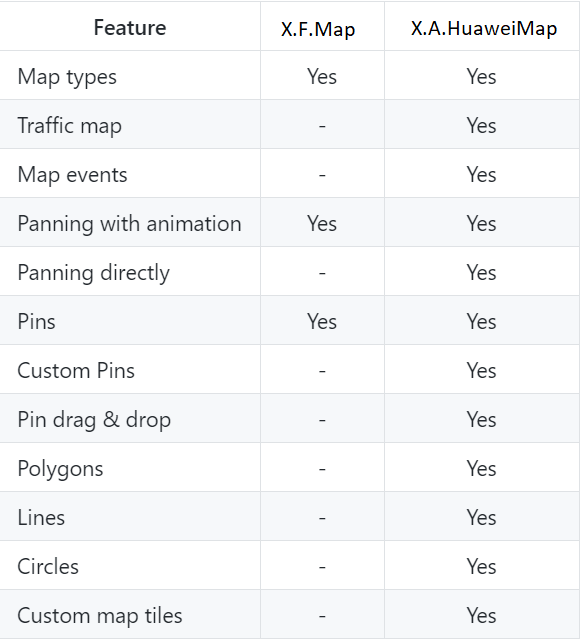 Feature X.F.Map X.A.HuaweiMap
Map types Yes Yes
Traffic map - Yes
Map events - Yes
Panning with animation Yes Yes
Panning directly - Yes
Pins Yes Yes
Custom Pins - Yes
Pin drag & drop - Yes
Polygons - Yes
Lines - Yes
Circles - Yes
Custom map tiles - Yes